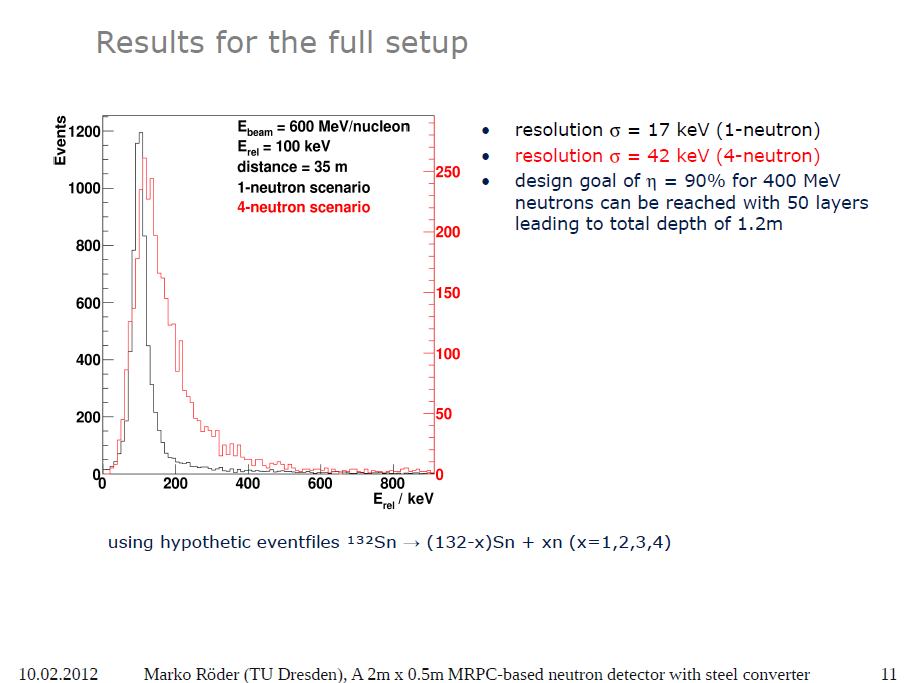 Results for the full setup
Events
1200
1000
800
600
400
200
0
E_beam = 600 MeV/nucleon
E_rel = 100 keV
distance = 35 m
1-neutron scenario
4-neutron scenario
250
200
150
100
50
0
0 200 400 600 800
E_rel / keV
• resolution σ = 17 keV (1-neutron)
• resolution σ = 42 keV (4-neutron)
• design goal of η = 90% for 400 MeV
neutrons can be reached with 50 layers
leading to total depth of 1.2m
using hypothetic eventfiles ¹³²Sn → (132-x)Sn + xn (x=1,2,3,4)
10.02.2012 Marko Röder (TU Dresden), A 2m x 0.5m MRPC-based neutron detector with steel converter 11